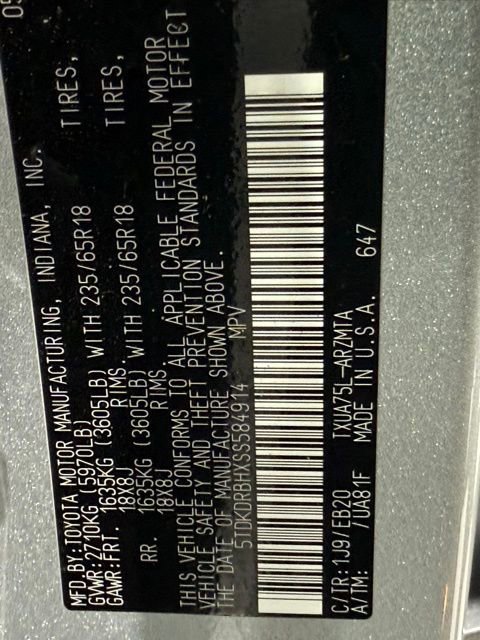 05
MFD. BY:TOYOTA MOTOR MANUFACTURING, INDIANA, INC.
GVWR:2710KG (5970LB)
GAWR:FRT. 1635KG (3605LB) WITH 235/65R18 TIRES,
18X8J RIMS.
RR. 1635KG (3605LB) WITH 235/65R18 TIRES,
18X8J RIMS.
THIS VEHICLE CONFORMS TO ALL APPLICABLE FEDERAL MOTOR
VEHICLE SAFETY AND THEFT PREVENTION STANDARDS IN EFFECT
THE DATE OF MANUFACTURE SHOWN ABOVE.
5TDKDRBHXSS584914 MPV
C/TR:1J9/EB20 TXUA75L-ARZMTA
A/TM: /UA81F MADE IN U.S.A. 647